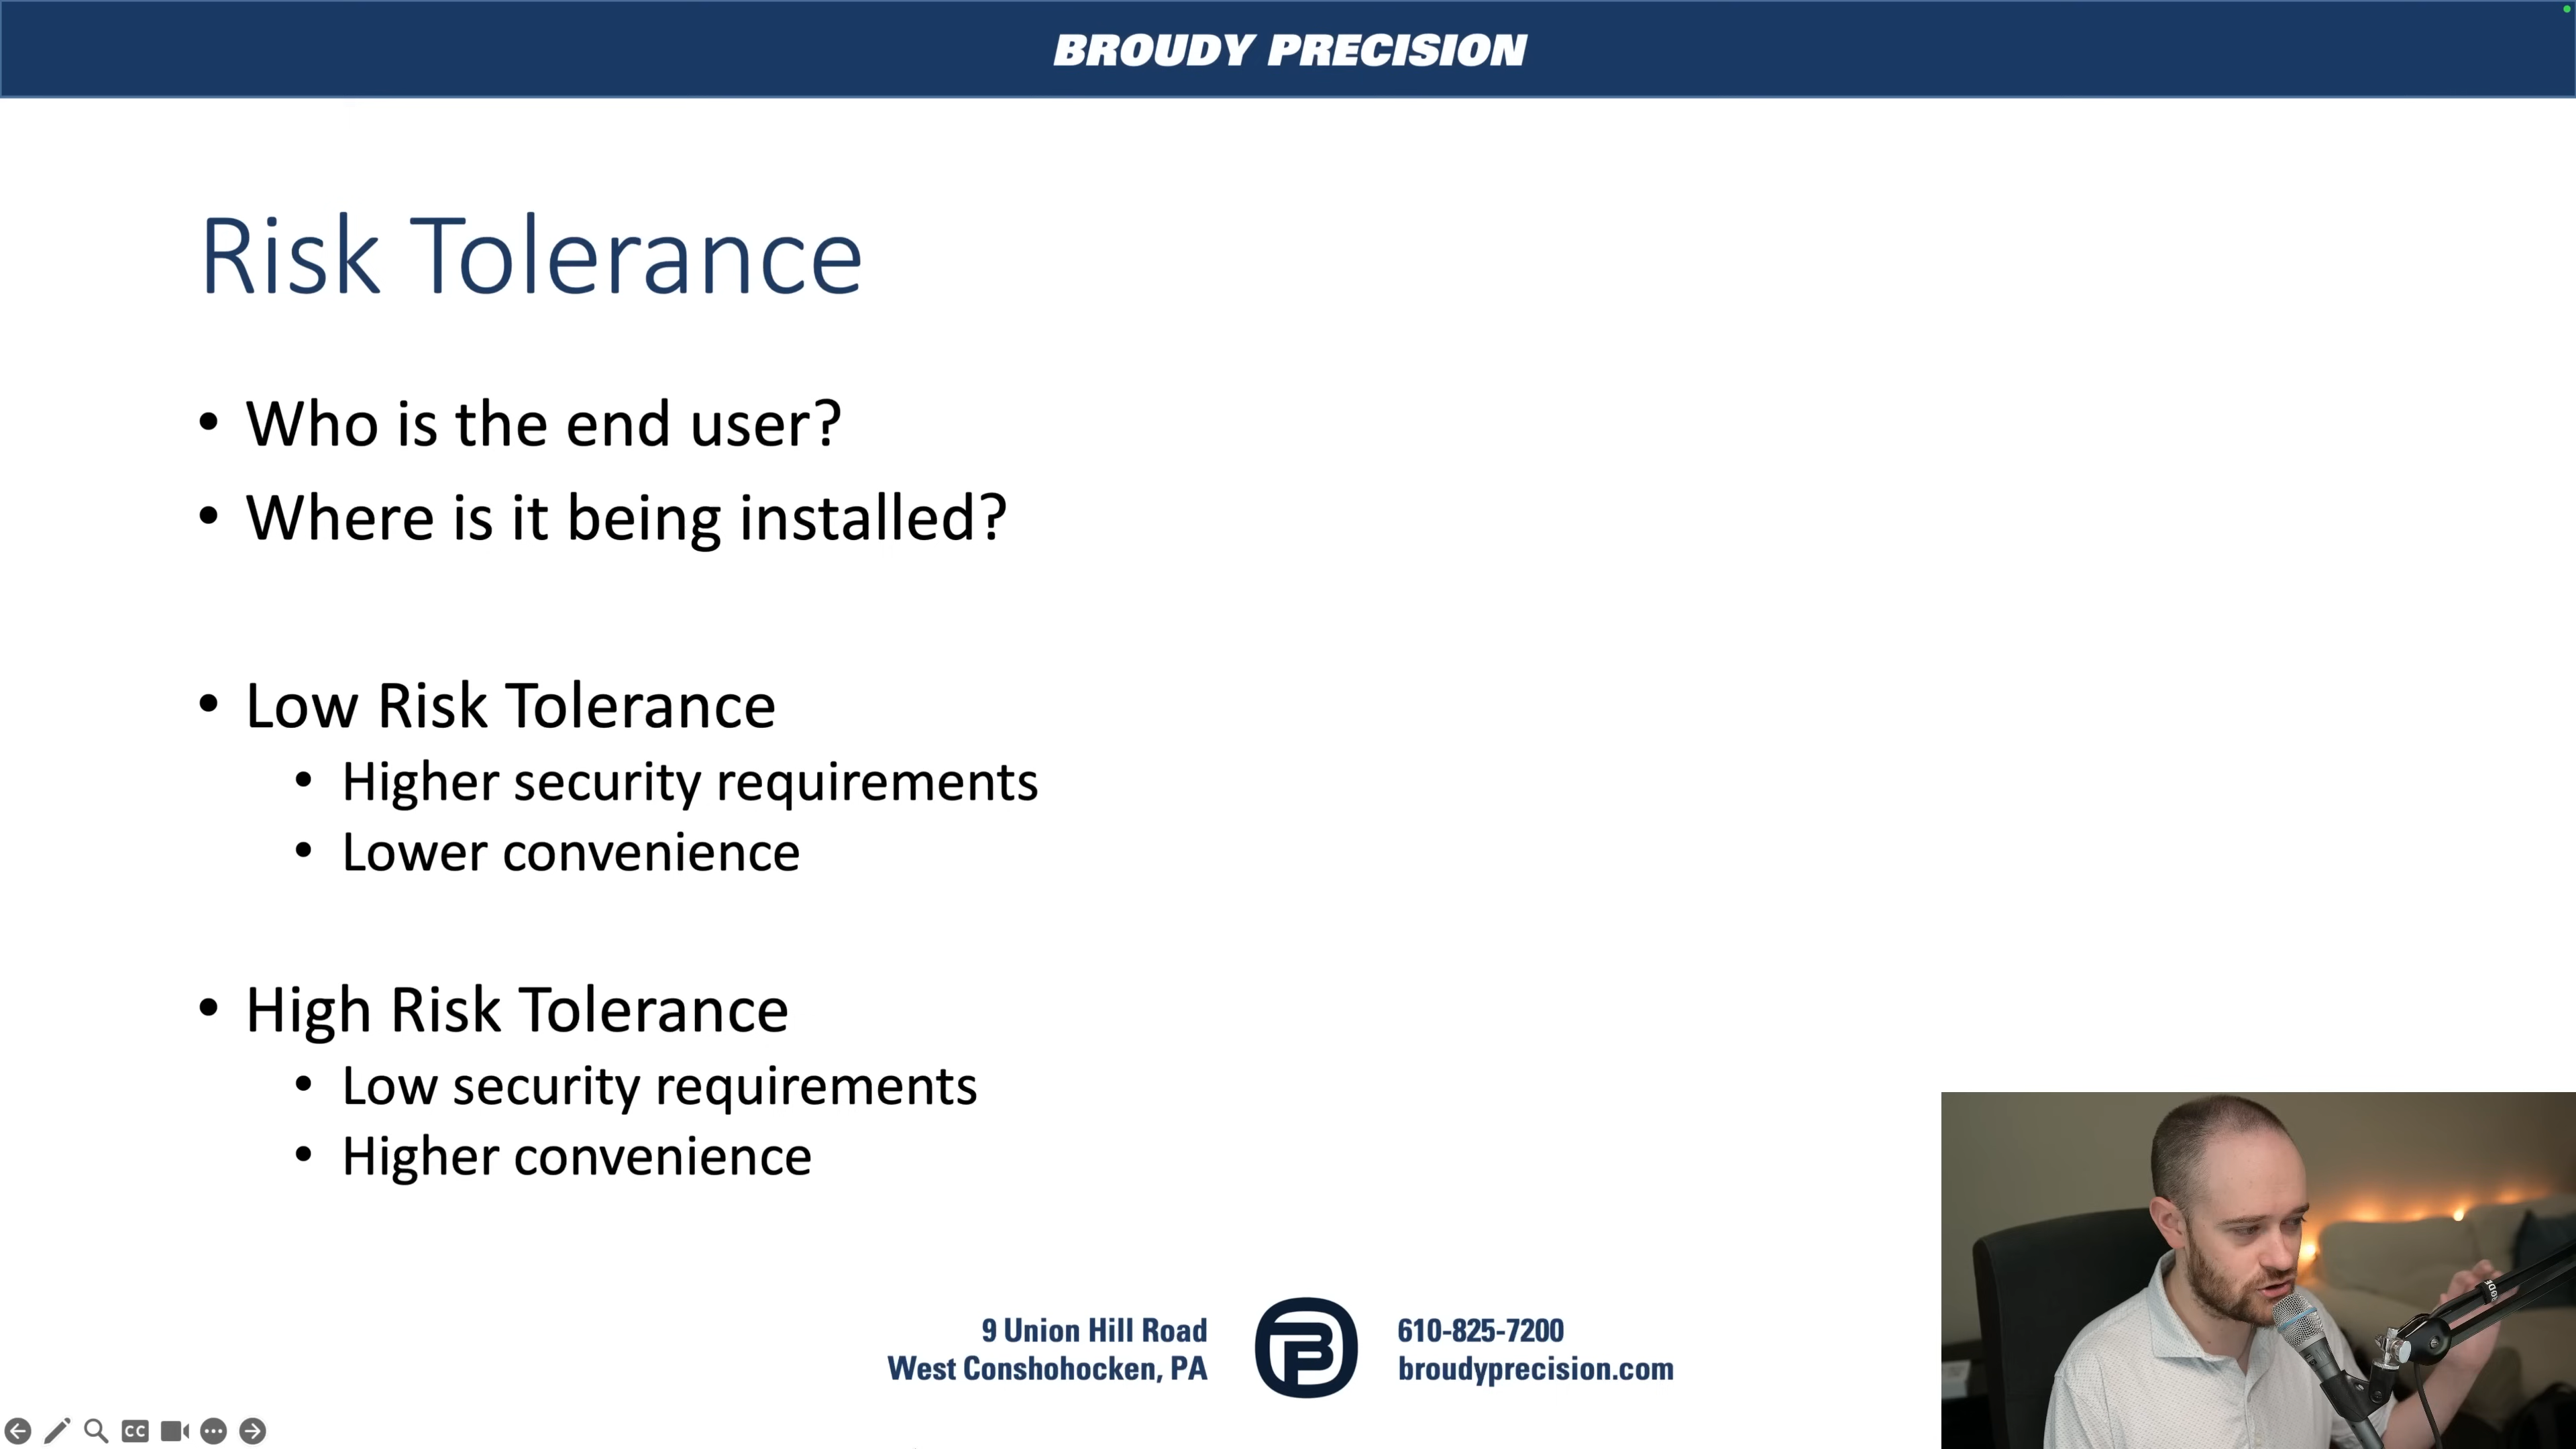 BROUDY PRECISION
Risk Tolerance
• Who is the end user?
• Where is it being installed?
• Low Risk Tolerance
• Higher security requirements
• Lower convenience
• High Risk Tolerance
• Low security requirements
• Higher convenience
9 Union Hill Road
West Conshohocken, PA
610-825-7200
broudyprecision.com
CC